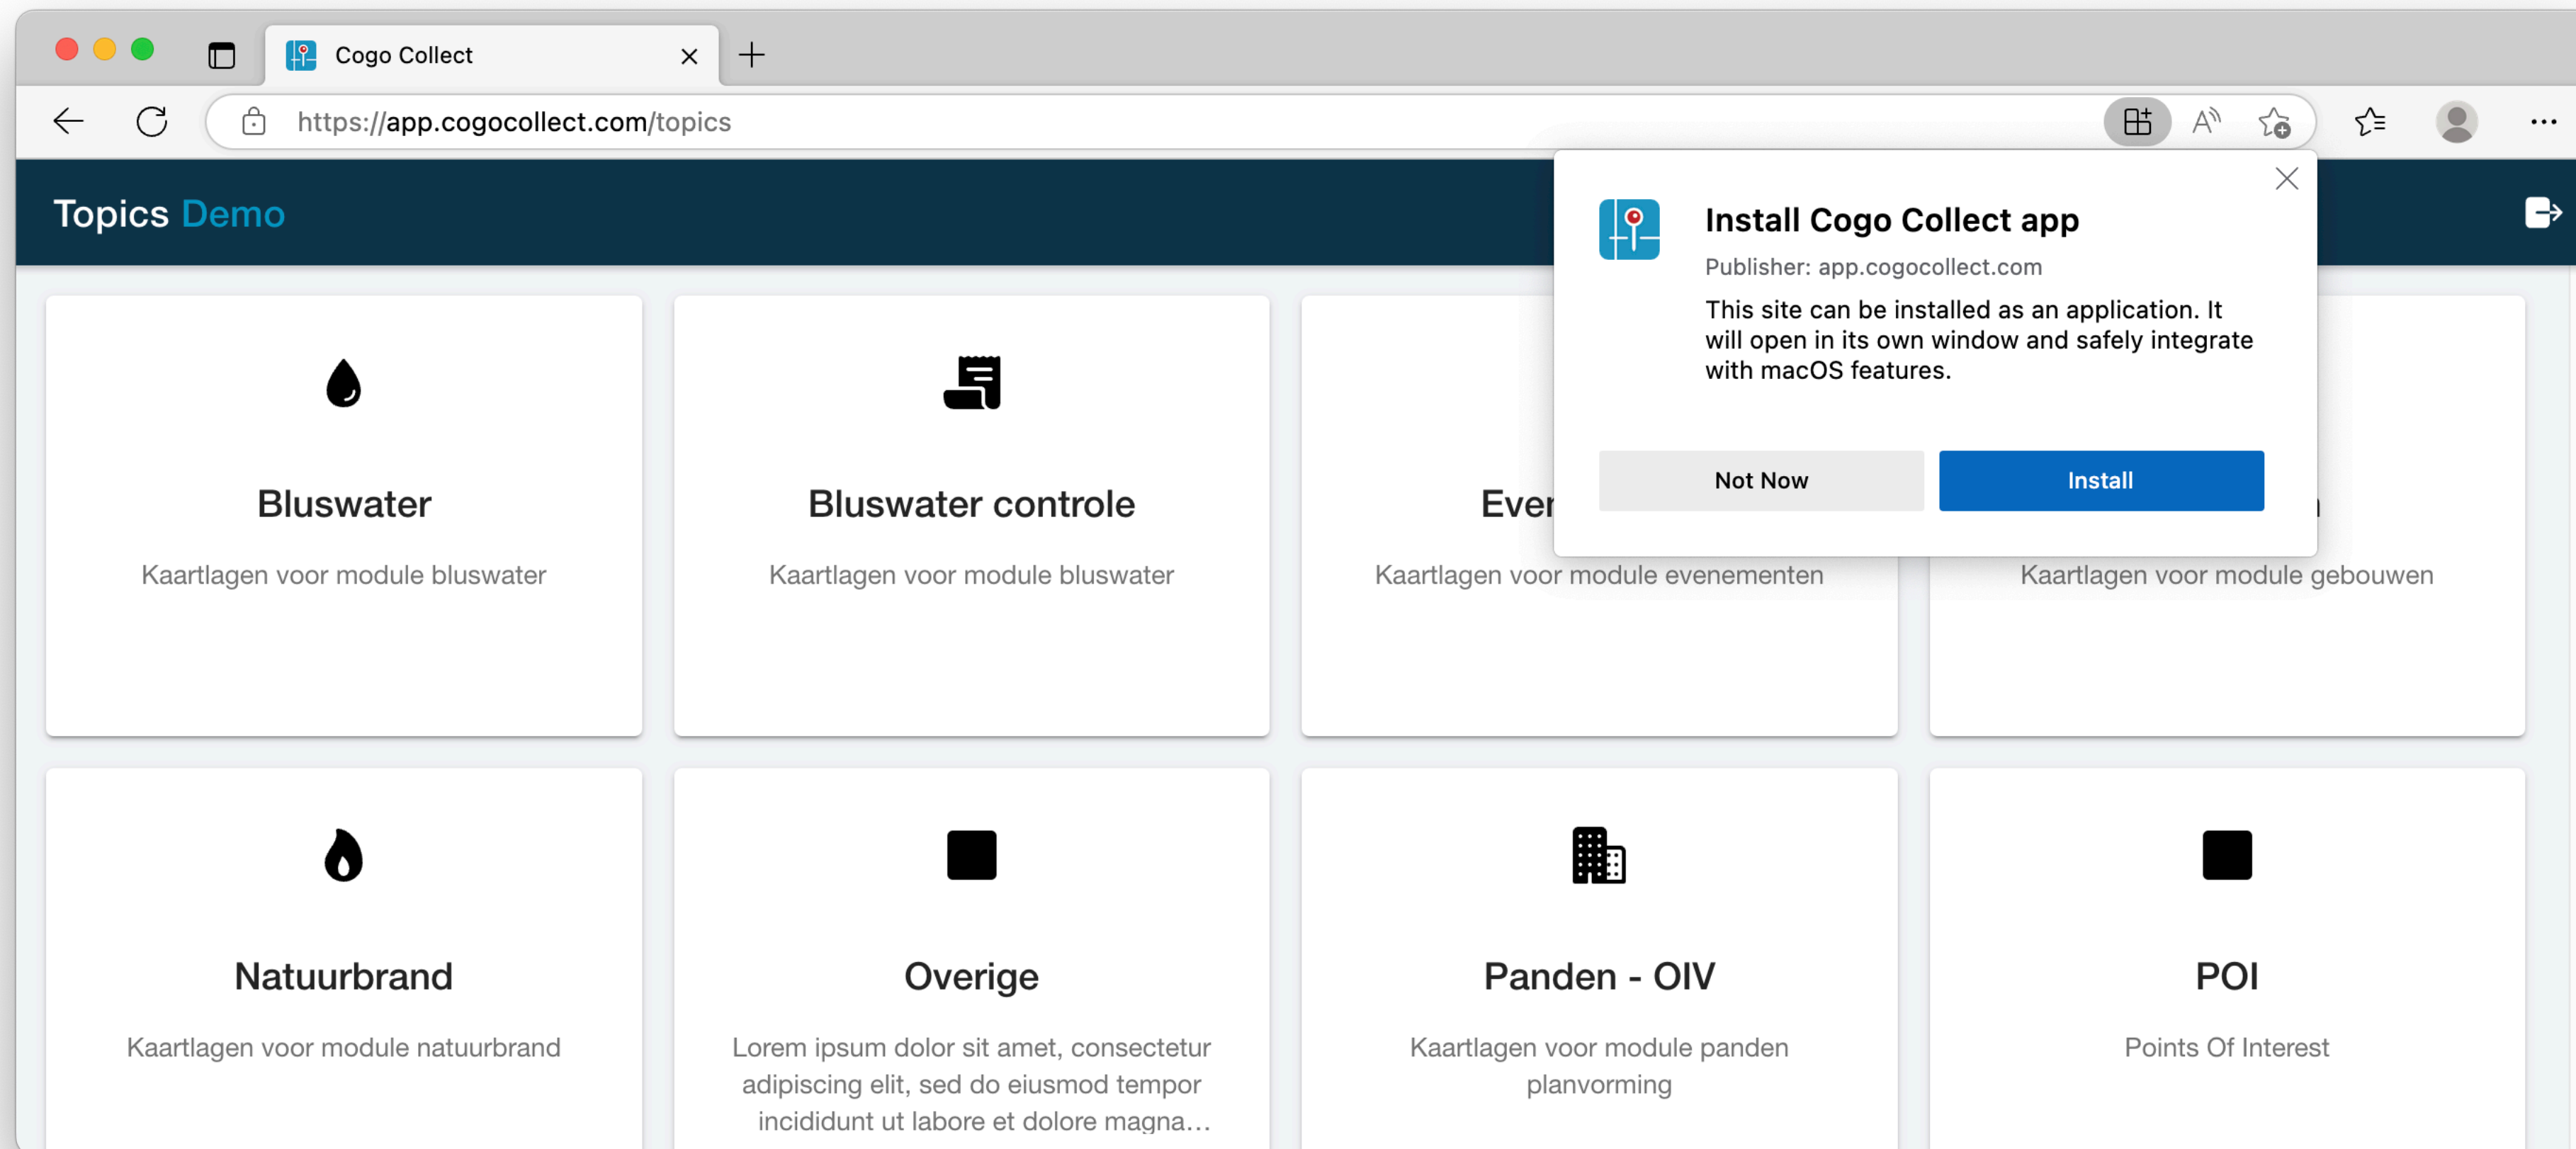 Cogo Collect
https://app.cogocollect.com/topics
Topics Demo
Install Cogo Collect app
Publisher: app.cogocollect.com
This site can be installed as an application. It
will open in its own window and safely integrate
with macOS features.
Not Now
Install
Bluswater
Kaartlagen voor module bluswater
Bluswater controle
Kaartlagen voor module bluswater
Kaartlagen voor module evenementen
Kaartlagen voor module gebouwen
Natuurbrand
Kaartlagen voor module natuurbrand
Overige
Lorem ipsum dolor sit amet, consectetur
adipiscing elit, sed do eiusmod tempor
incididunt ut labore et dolore magna...
Panden - OIV
Kaartlagen voor module panden
planvorming
POI
Points Of Interest